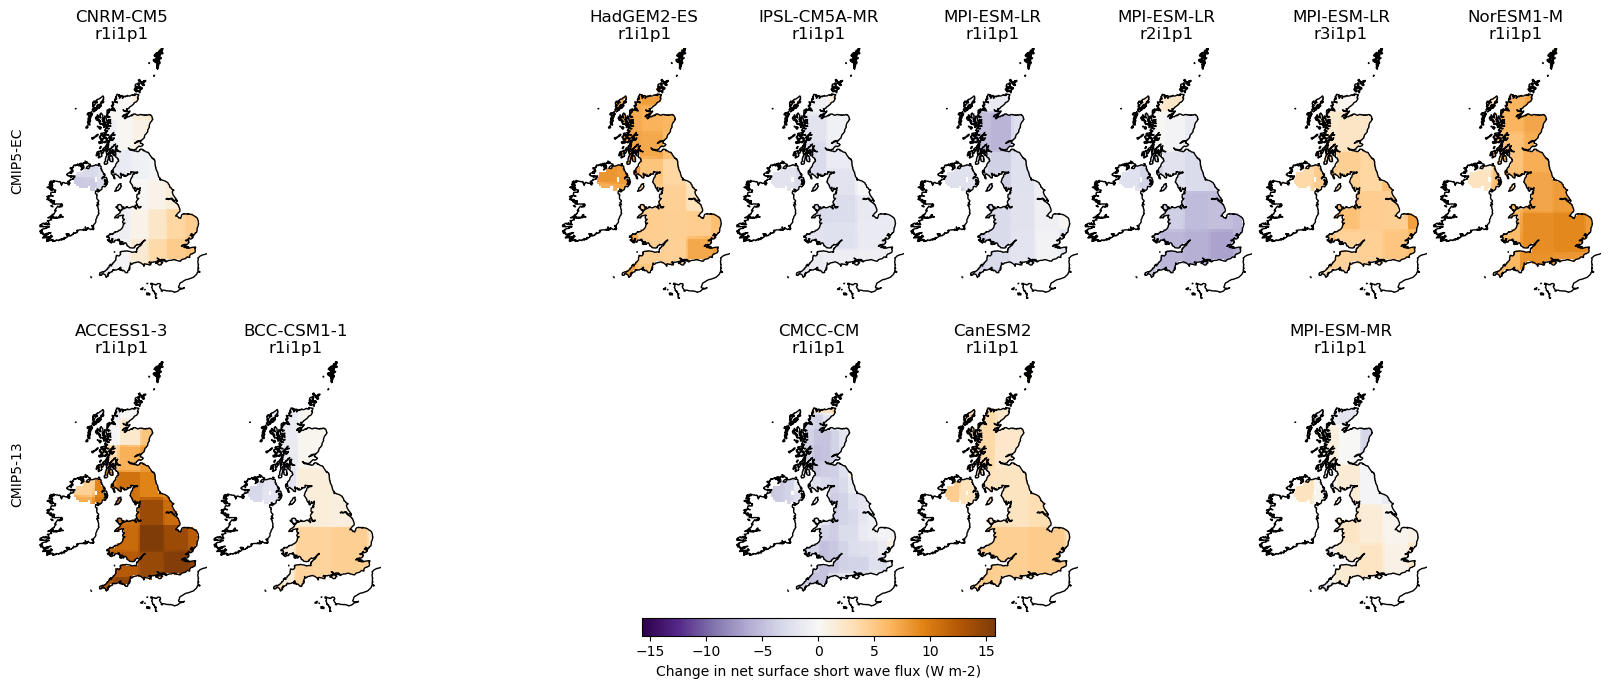 CNRM-CM5
r1i1p1
HadGEM2-ES
r1i1p1
IPSL-CM5A-MR
r1i1p1
MPI-ESM-LR
r1i1p1
MPI-ESM-LR
r2i1p1
MPI-ESM-LR
r3i1p1
NorESM1-M
r1i1p1
CMIP5-EC
ACCESS1-3
r1i1p1
BCC-CSM1-1
r1i1p1
CMCC-CM
r1i1p1
CanESM2
r1i1p1
MPI-ESM-MR
r1i1p1
CMIP5-13
−15 −10 −5 0 5 10 15
Change in net surface short wave flux (W m-2)